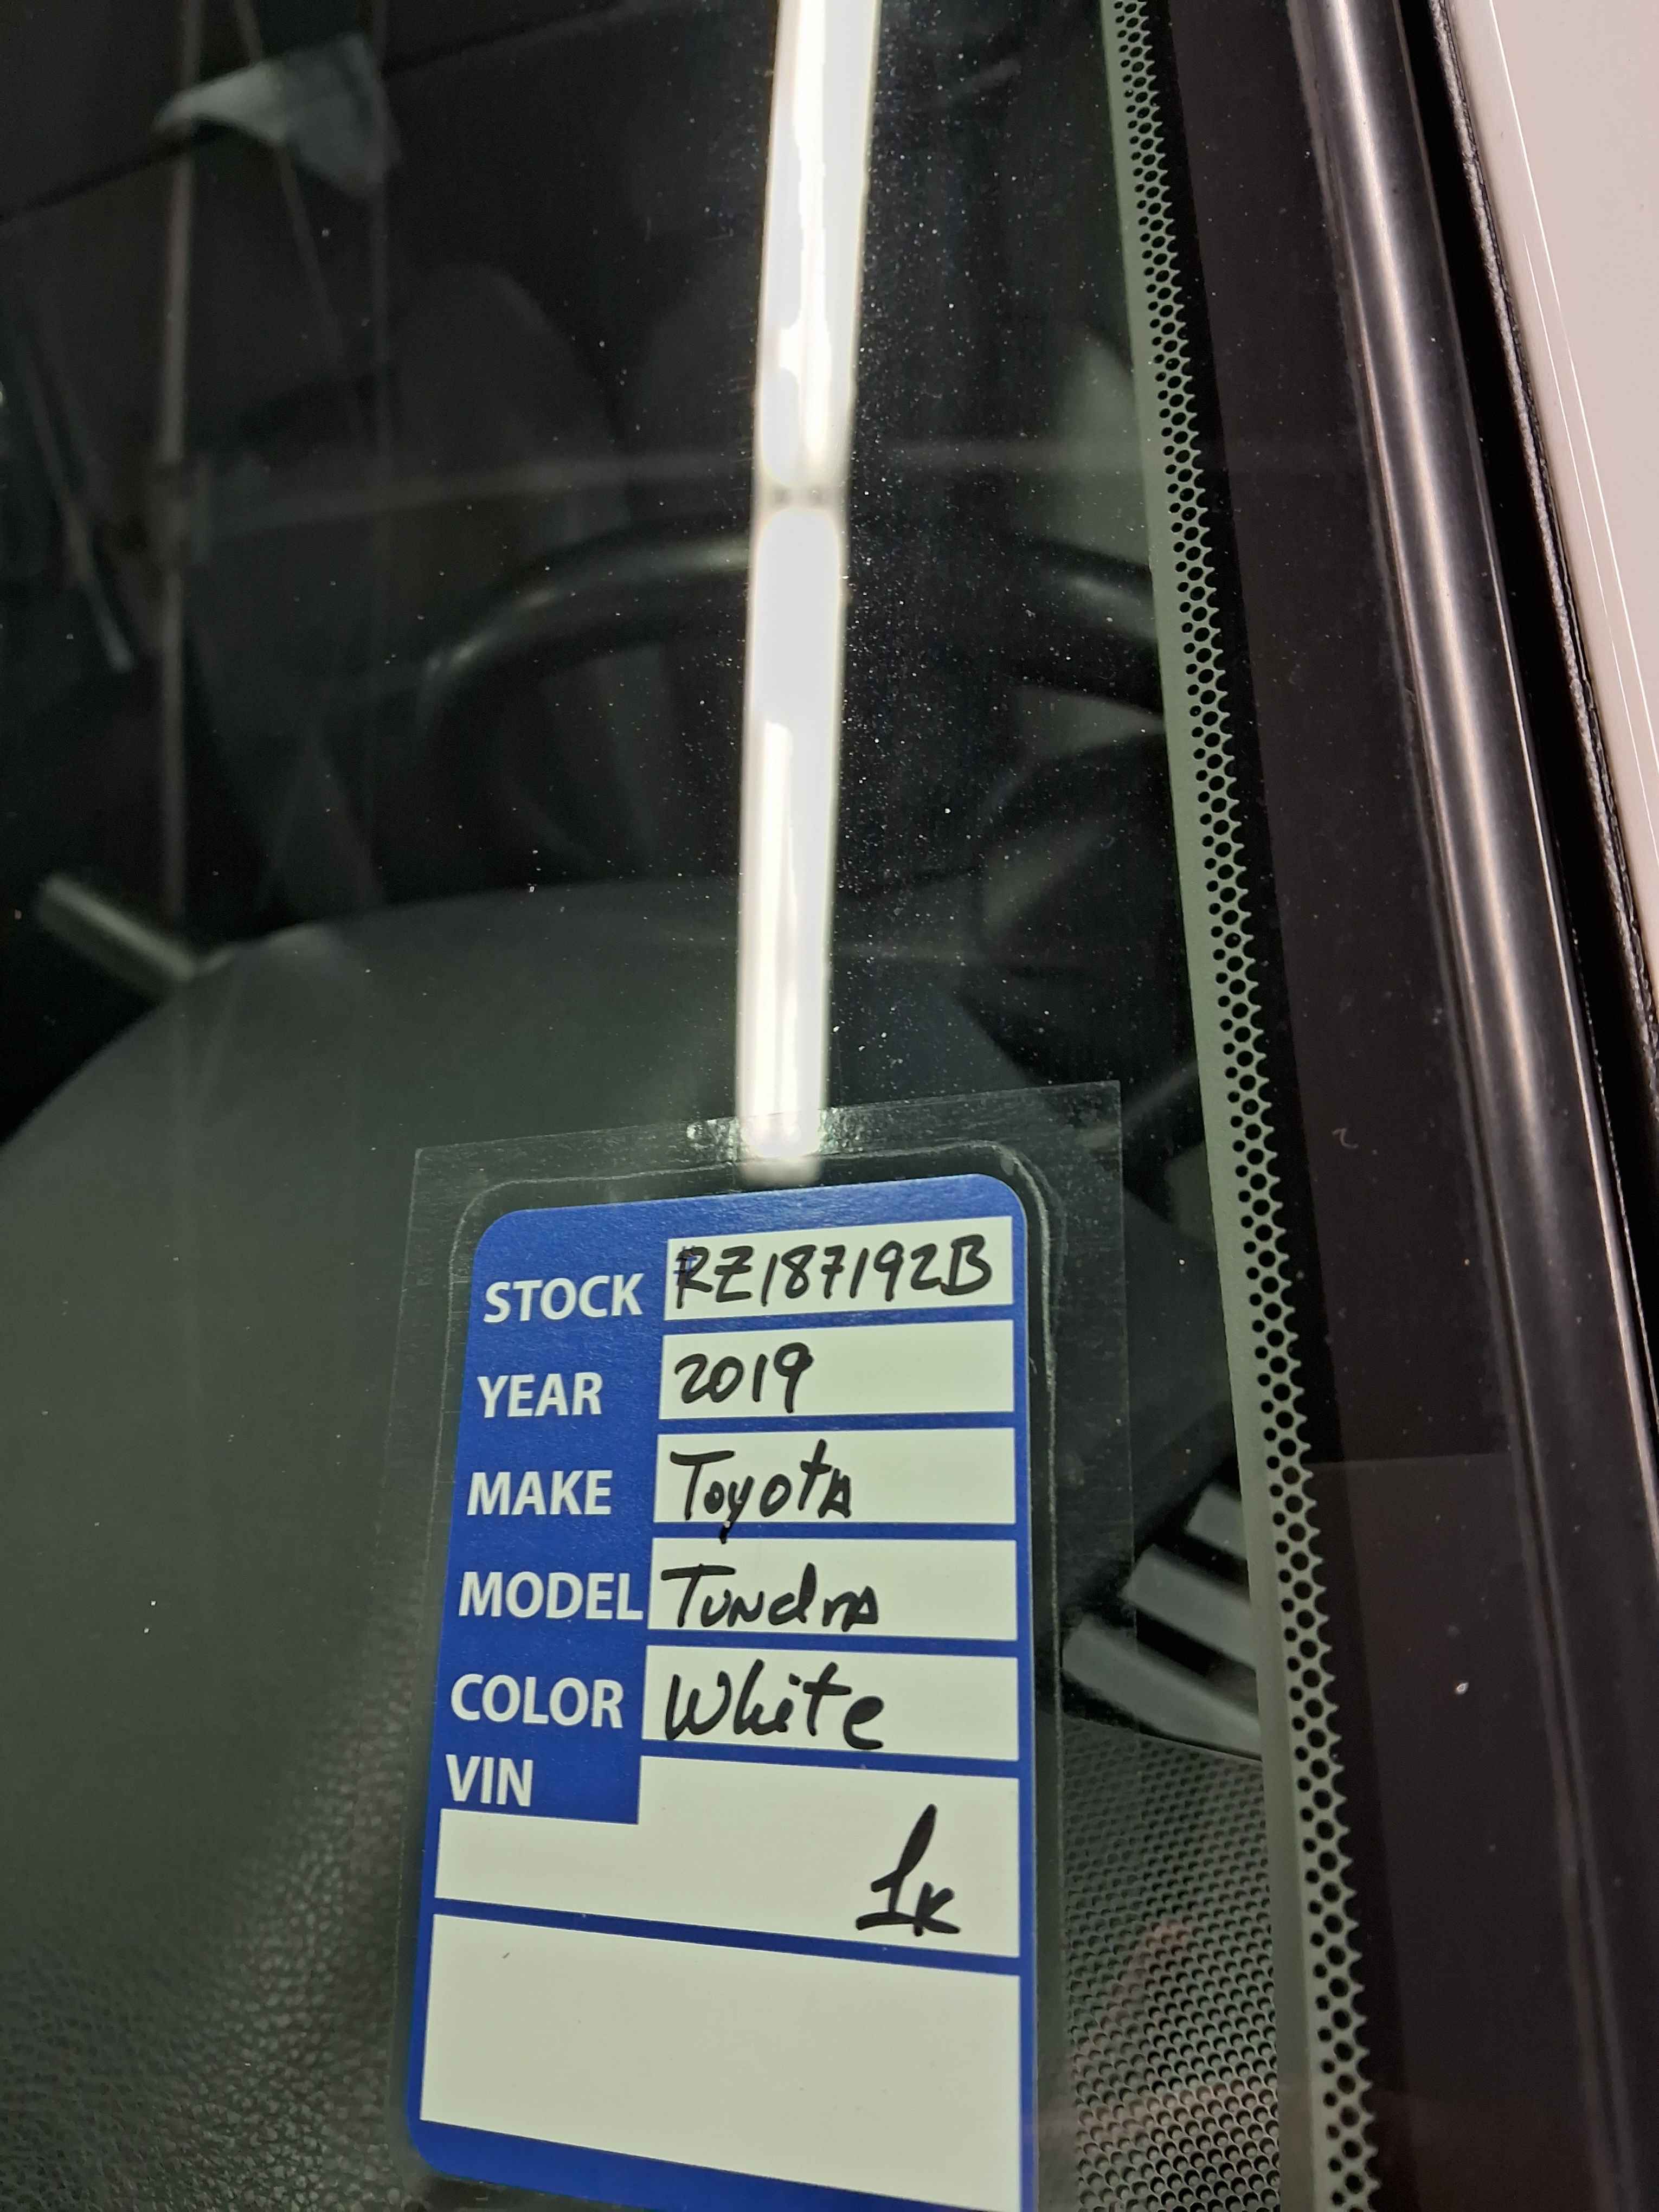 STOCK RZ187192B
YEAR 2019
MAKE Toyota
MODEL Tundra
COLOR White
VIN
1K